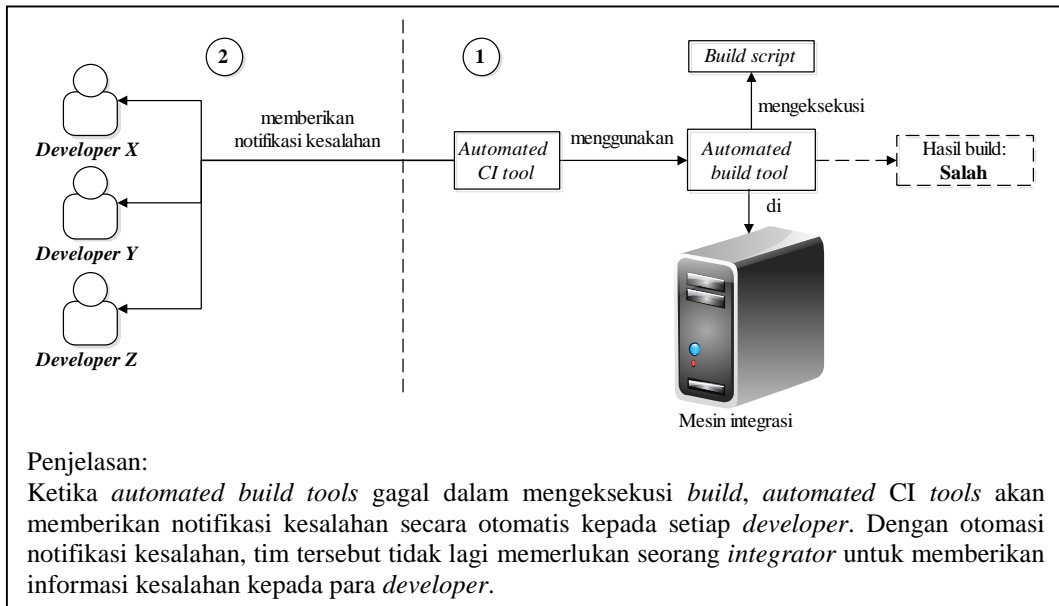 2
1
Build script
mengeksekusi
memberikan
notifikasi kesalahan
Developer X
Automated
CI tool
menggunakan
Automated
build tool
Hasil build:
Salah
di
Developer Y
Developer Z
Mesin integrasi
Penjelasan:
Ketika automated build tools gagal dalam mengeksekusi build, automated CI tools akan
memberikan notifikasi kesalahan secara otomatis kepada setiap developer. Dengan otomasi
notifikasi kesalahan, tim tersebut tidak lagi memerlukan seorang integrator untuk memberikan
informasi kesalahan kepada para developer.